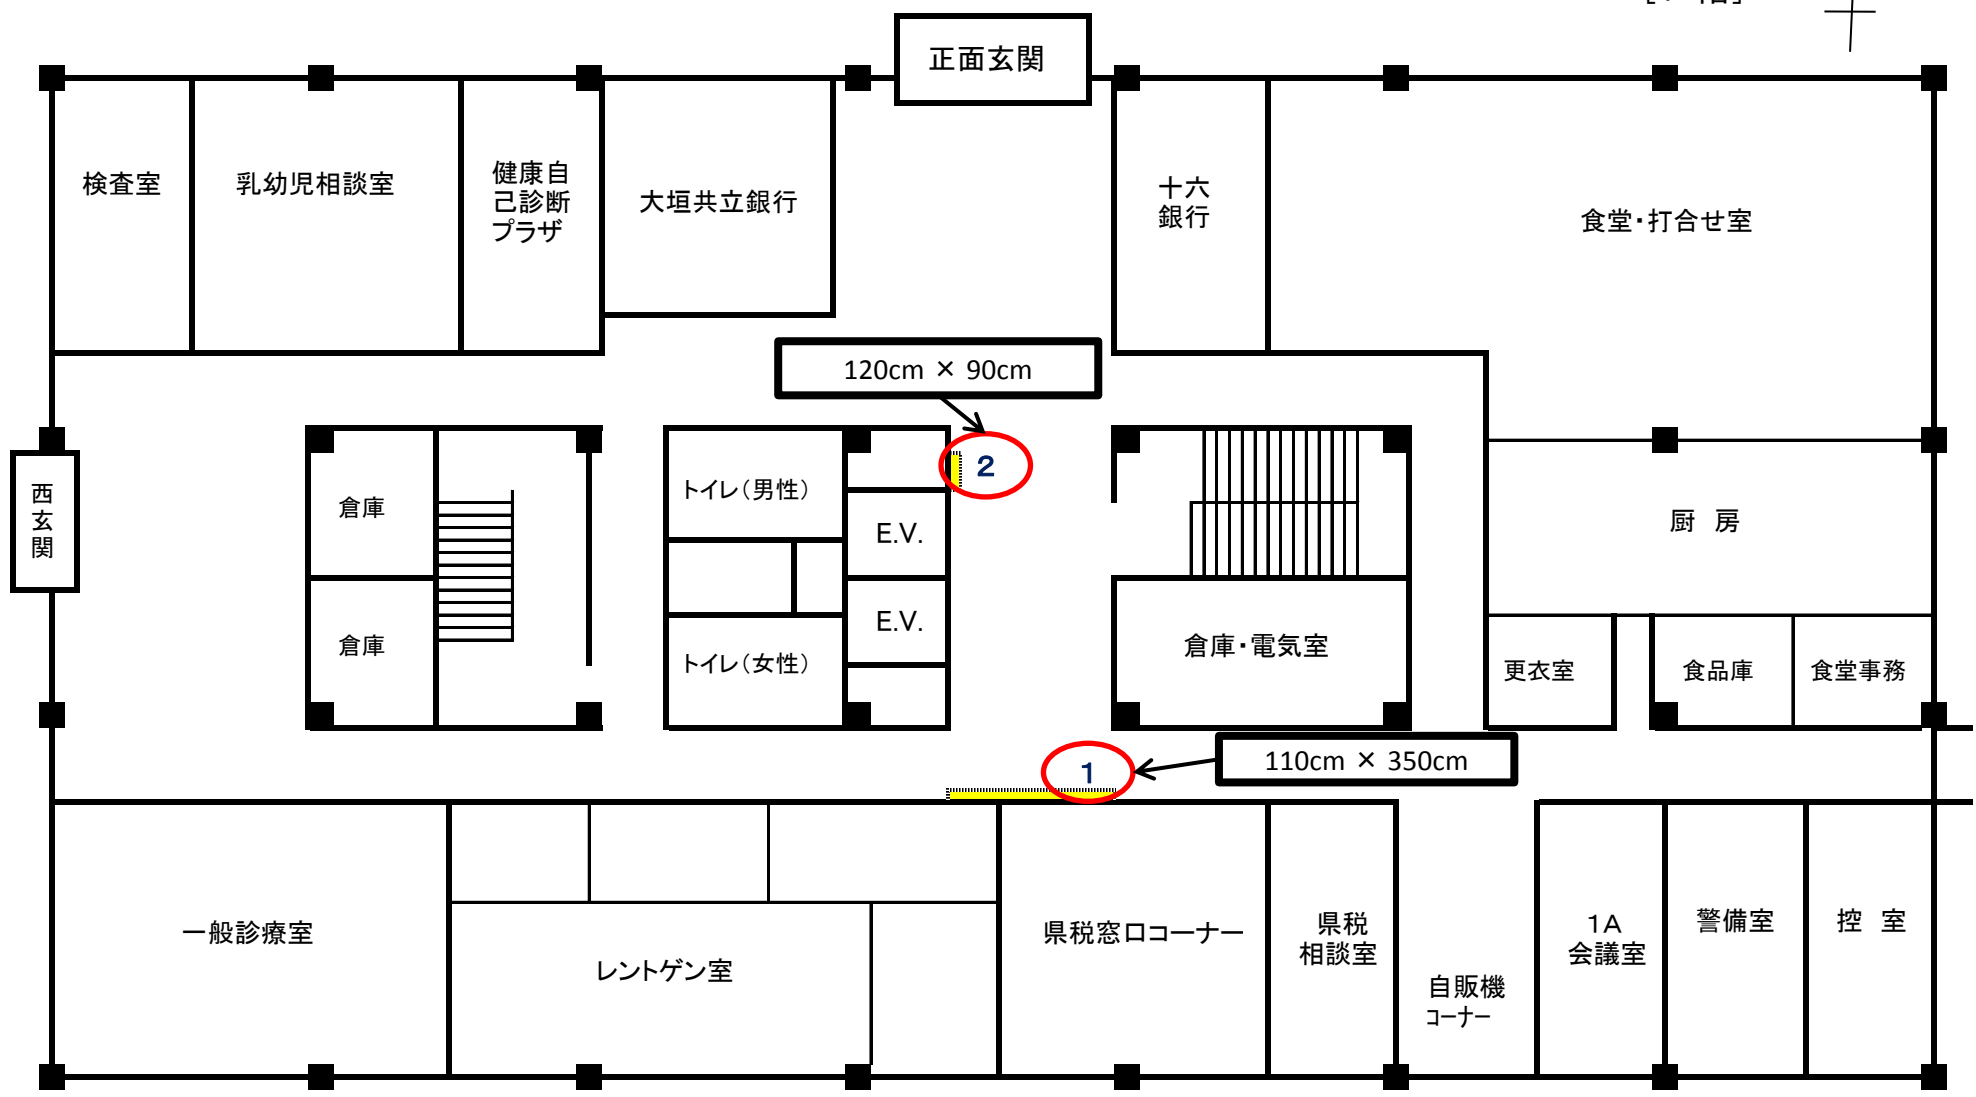 正面玄関
検査室
乳幼児相談室
健康自
己診断
プラザ
大垣共立銀行
十六
銀行
食堂・打合せ室
120cm × 90cm
2
西
玄
関
倉庫
トイレ(男性)
E.V.
厨 房
倉庫
トイレ(女性)
E.V.
倉庫・電気室
更衣室
食品庫
食堂事務
1
110cm × 350cm
一般診療室
レントゲン室
県税窓口コーナー
県税
相談室
自販機
コーナー
1A
会議室
警備室
控 室